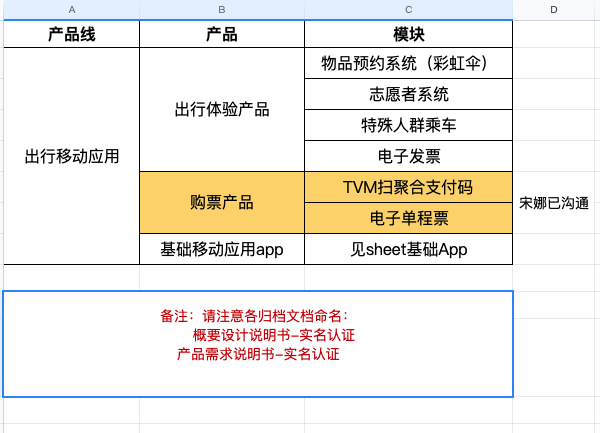 A B C D
产品线 产品 模块
物品预约系统（彩虹伞）
志愿者系统
出行体验产品
特殊人群乘车
电子发票
出行移动应用
TVM扫聚合支付码
购票产品
宋娜已沟通
电子单程票
基础移动应用app 见sheet基础App
备注：请注意各归档文档命名：
概要设计说明书-实名认证
产品需求说明书-实名认证